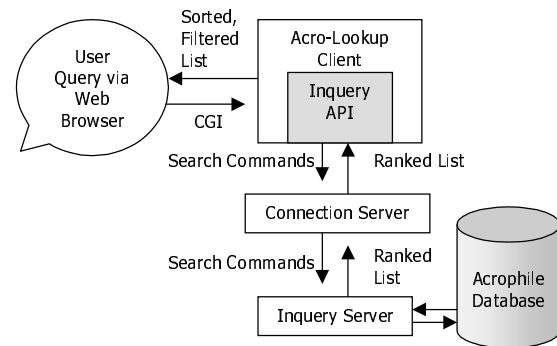 Sorted,
Filtered
List
User
Query via
Web
Browser
CGI
Acro-Lookup
Client
Inquery
API
Search Commands
Ranked List
Connection Server
Search Commands
Ranked
List
Inquery Server
Acrophile
Database